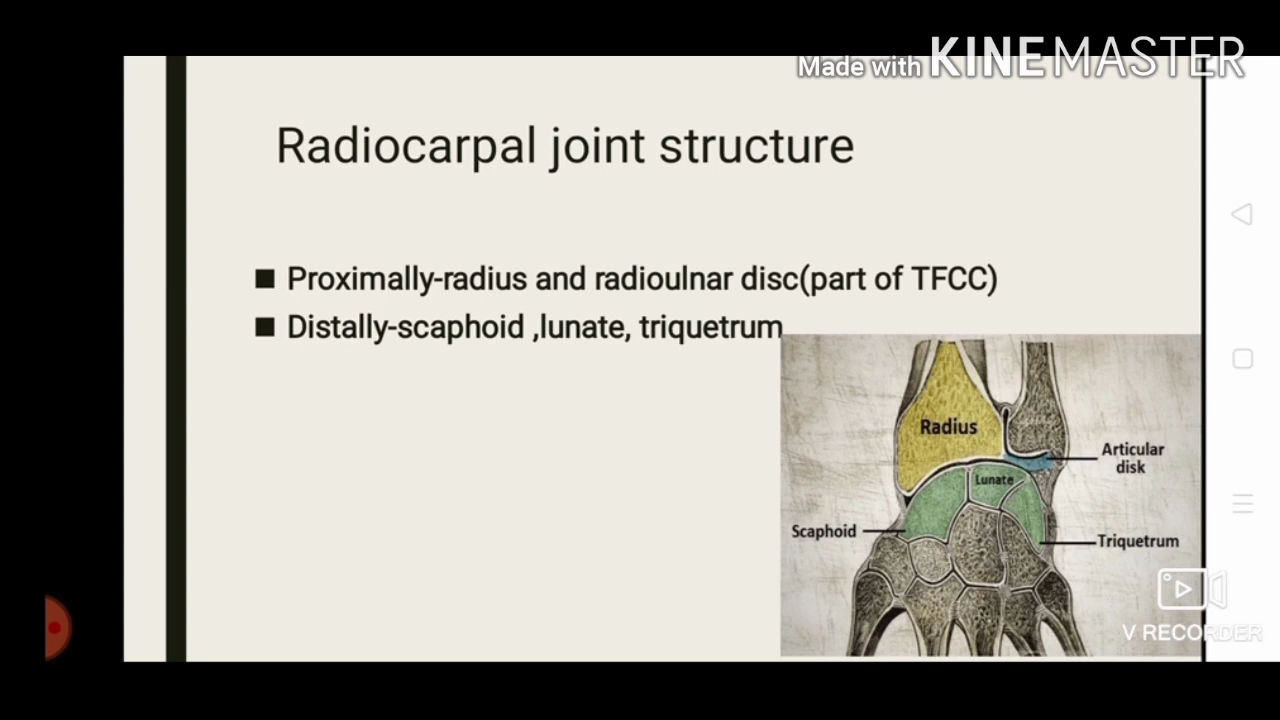 Made with KINEMASTER
Radiocarpal joint structure
Proximally-radius and radioulnar disc(part of TFCC)
Distally-scaphoid ,lunate, triquetrum
Radius
Articular
disk
Lunate
Scaphoid
Triquetrum
V RECORDER